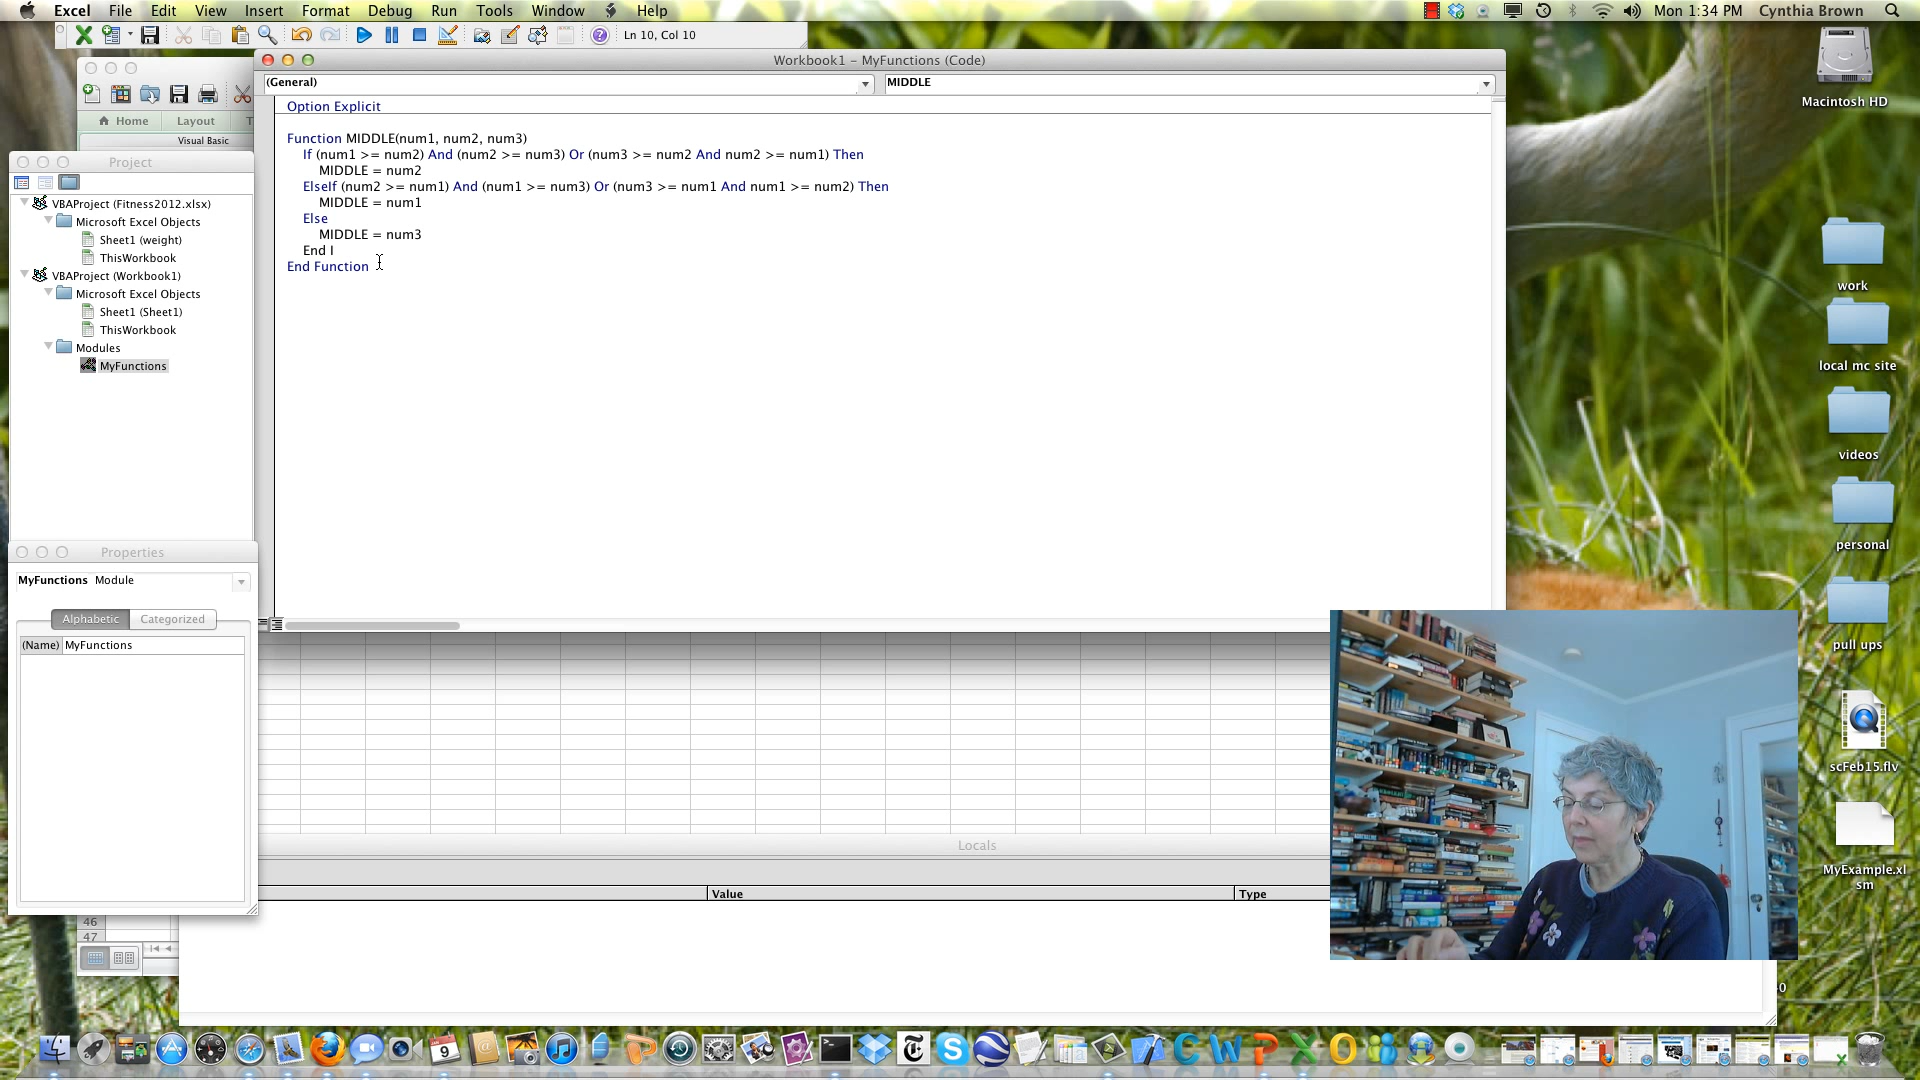 Excel File Edit View Insert Format Debug Run Tools Window Help
Mon 1:34 PM Cynthia Brown
Ln 10, Col 10
Workbook1 – MyFunctions (Code)
(General)
MIDDLE
Option Explicit
Function MIDDLE(num1, num2, num3)
If (num1 >= num2) And (num2 >= num3) Or (num3 >= num2 And num2 >= num1) Then
MIDDLE = num2
ElseIf (num2 >= num1) And (num1 >= num3) Or (num3 >= num1 And num1 >= num2) Then
MIDDLE = num1
Else
MIDDLE = num3
End I
End Function
Home Layout T
Visual Basic
Project
VBAProject (Fitness2012.xlsx)
Microsoft Excel Objects
Sheet1 (weight)
ThisWorkbook
VBAProject (Workbook1)
Microsoft Excel Objects
Sheet1 (Sheet1)
ThisWorkbook
Modules
MyFunctions
Properties
MyFunctions Module
Alphabetic Categorized
(Name) MyFunctions
46
47
Locals
Value Type
Macintosh HD
work
local mc site
videos
personal
pull ups
scFeb15.flv
MyExample.xl
sm
9